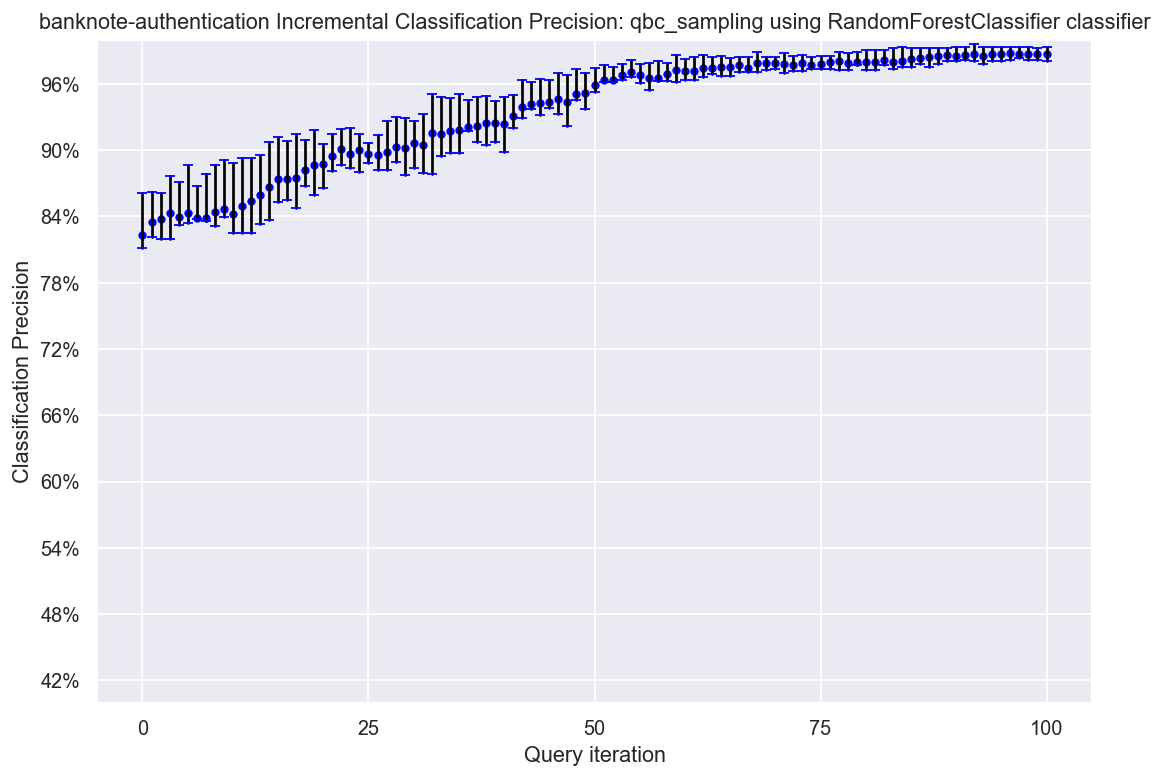 banknote-authentication Incremental Classification Precision: qbc_sampling using RandomForestClassifier classifier
Classification Precision
96%
90%
84%
78%
72%
66%
60%
54%
48%
42%
0 25 50 75 100
Query iteration